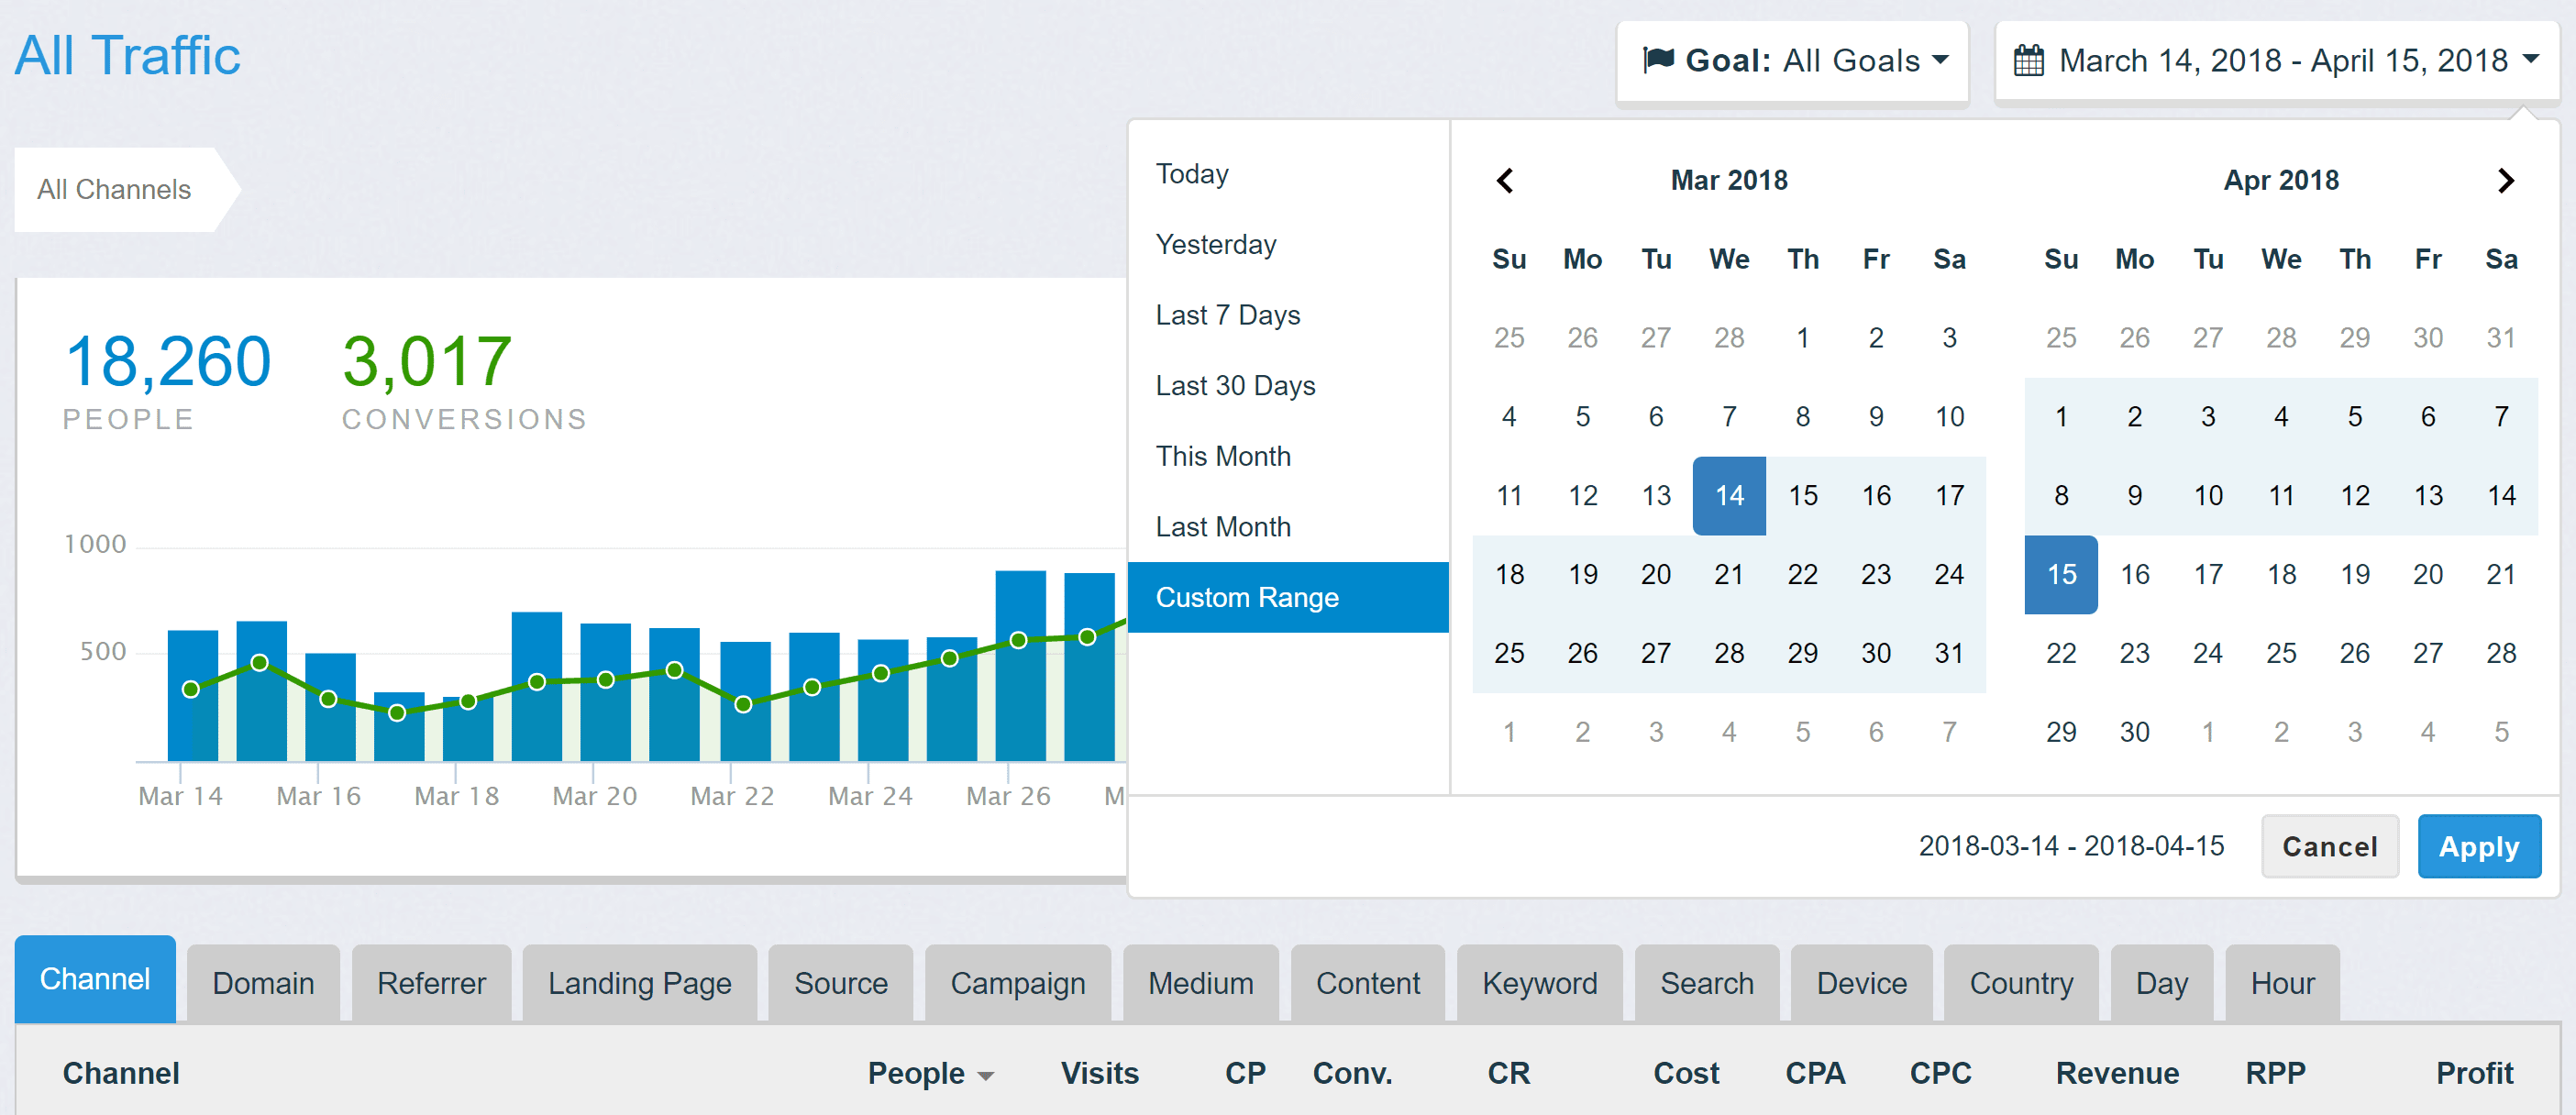 All Traffic
Goal: All Goals
March 14, 2018 - April 15, 2018
All Channels
18,260
PEOPLE
3,017
CONVERSIONS
1000
500
Mar 14 Mar 16 Mar 18 Mar 20 Mar 22 Mar 24 Mar 26 M
Today
Yesterday
Last 7 Days
Last 30 Days
This Month
Last Month
Custom Range
Mar 2018
Su Mo Tu We Th Fr Sa
25 26 27 28 1 2 3
4 5 6 7 8 9 10
11 12 13 14 15 16 17
18 19 20 21 22 23 24
25 26 27 28 29 30 31
1 2 3 4 5 6 7
Apr 2018
Su Mo Tu We Th Fr Sa
25 26 27 28 29 30 31
1 2 3 4 5 6 7
8 9 10 11 12 13 14
15 16 17 18 19 20 21
22 23 24 25 26 27 28
29 30 1 2 3 4 5
2018-03-14 - 2018-04-15
Cancel
Apply
Channel Domain Referrer Landing Page Source Campaign Medium Content Keyword Search Device Country Day Hour
Channel People Visits CP Conv. CR Cost CPA CPC Revenue RPP Profit